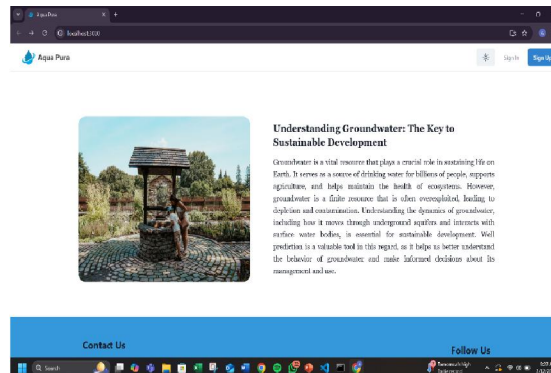 Aqua Pura
localhost:3000
Aqua Pura
Sign In
Sign Up
Understanding Groundwater: The Key to
Sustainable Development
Groundwater is a vital resource that plays a crucial role in sustaining life on
Earth. It serves as a source of drinking water for billions of people, supports
agriculture, and helps maintain the health of ecosystems. However,
groundwater is a finite resource that is often overexploited, leading to
depletion and contamination. Understanding the dynamics of groundwater,
including how it moves through underground aquifers and interacts with
surface water bodies, is essential for sustainable development. Well
prediction is a valuable tool in this regard, as it helps us better understand
the behavior of groundwater and make informed decisions about its
management and use.
Contact Us
Follow Us
Search